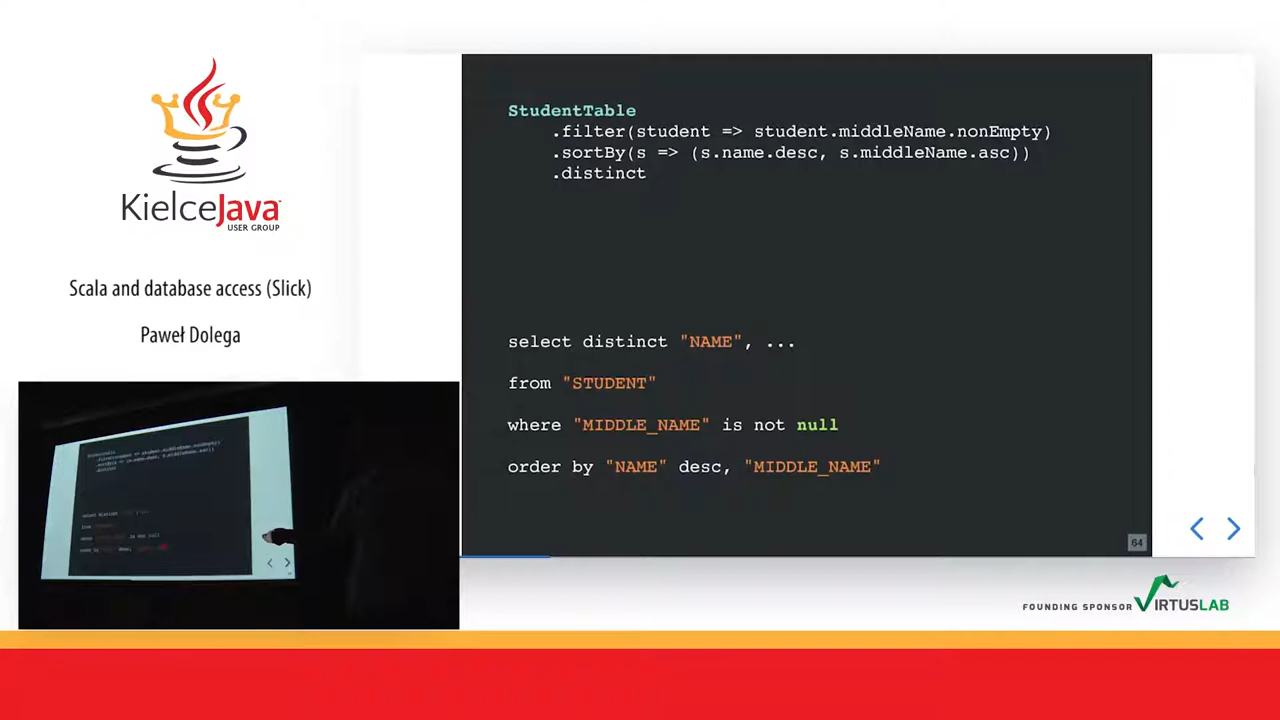 KielceJava
USER GROUP
Scala and database access (Slick)
Paweł Dolega
StudentTable
.filter(student => student.middleName.nonEmpty)
.sortBy(s => (s.name.desc, s.middleName.asc))
.distinct
select distinct "NAME", ...
from "STUDENT"
where "MIDDLE_NAME" is not null
order by "NAME" desc, "MIDDLE_NAME"
64
FOUNDING SPONSOR VIRTUSLAB